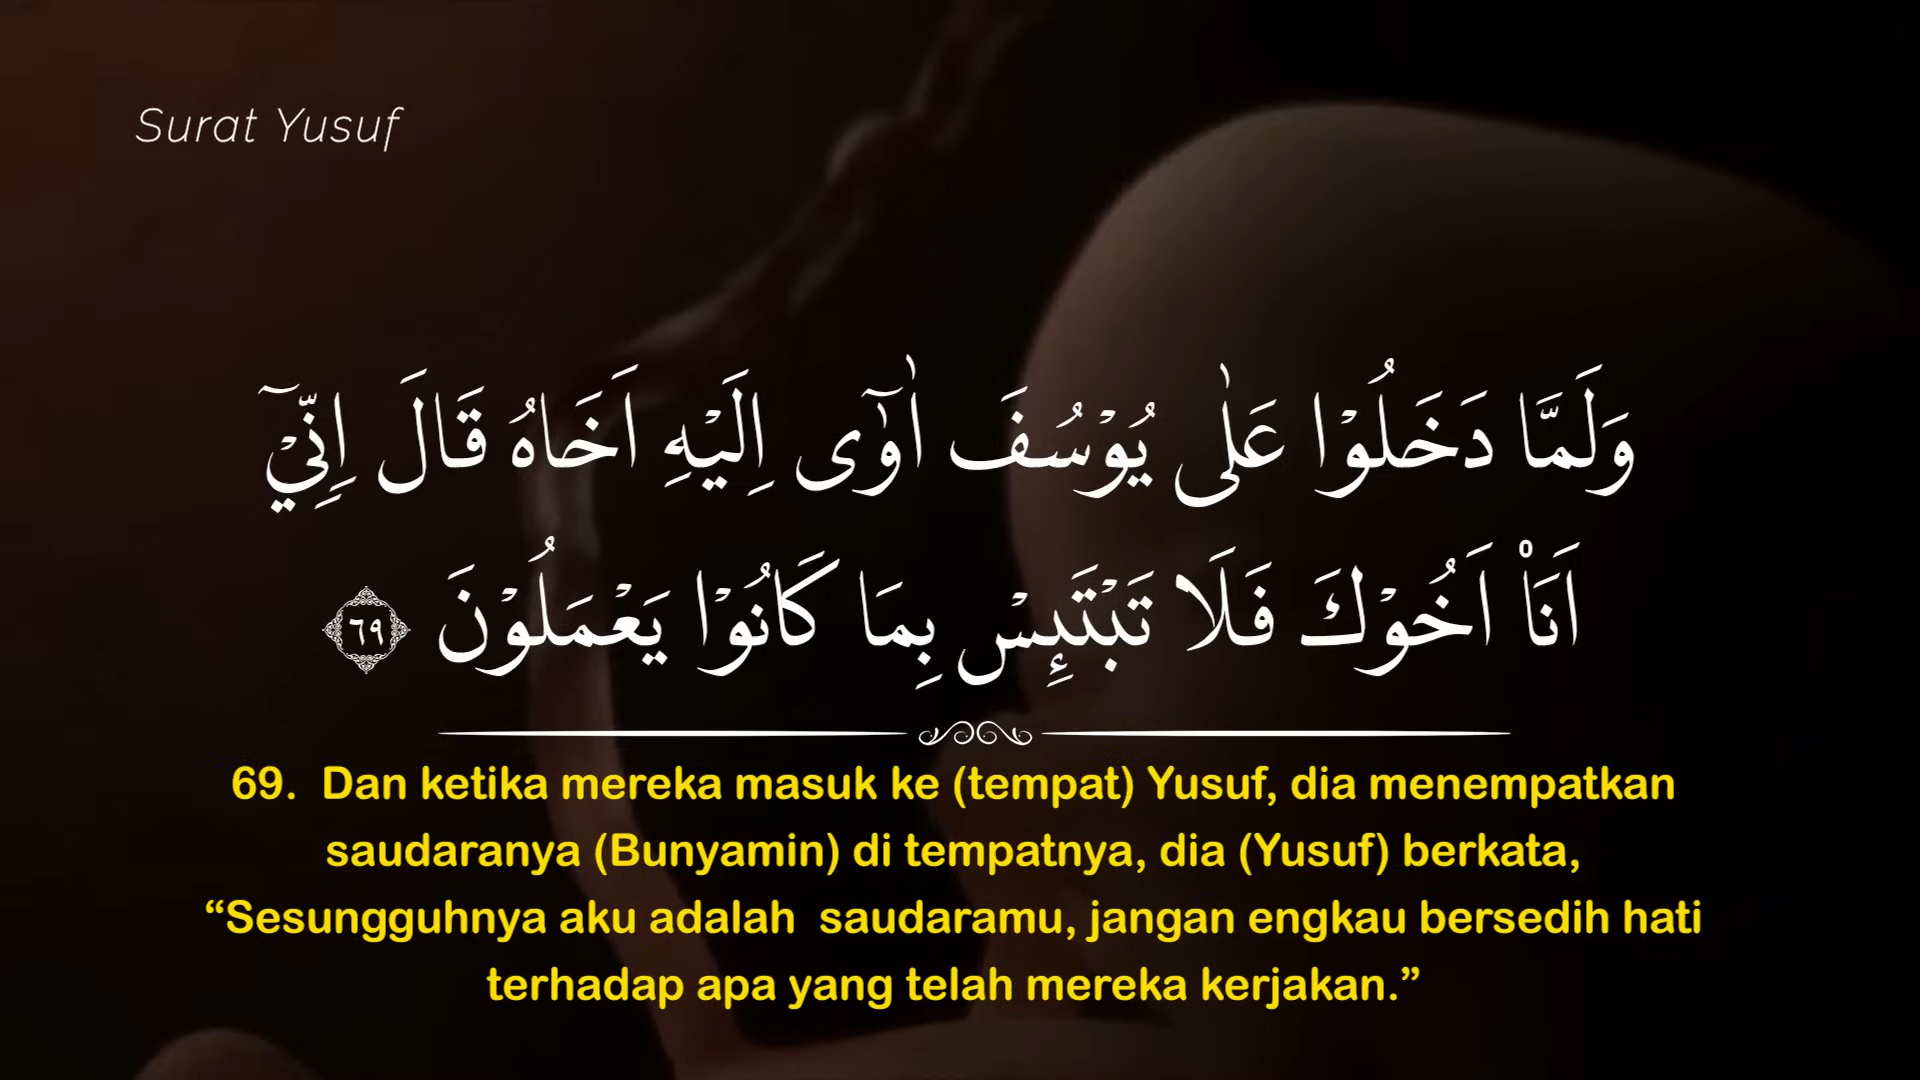 Surat Yusuf
وَلَمَّا دَخَلُوْا عَلٰى يُوْسُفَ اٰوٰٓى اِلَيْهِ اَخَاهُ قَالَ اِنِّيْٓ
اَنَا۠ اَخُوْكَ فَلَا تَبْتَىِٕسْ بِمَا كَانُوْا يَعْمَلُوْنَ ٦٩
69.  Dan ketika mereka masuk ke (tempat) Yusuf, dia menempatkan
saudaranya (Bunyamin) di tempatnya, dia (Yusuf) berkata,
“Sesungguhnya aku adalah  saudaramu, jangan engkau bersedih hati
terhadap apa yang telah mereka kerjakan.”